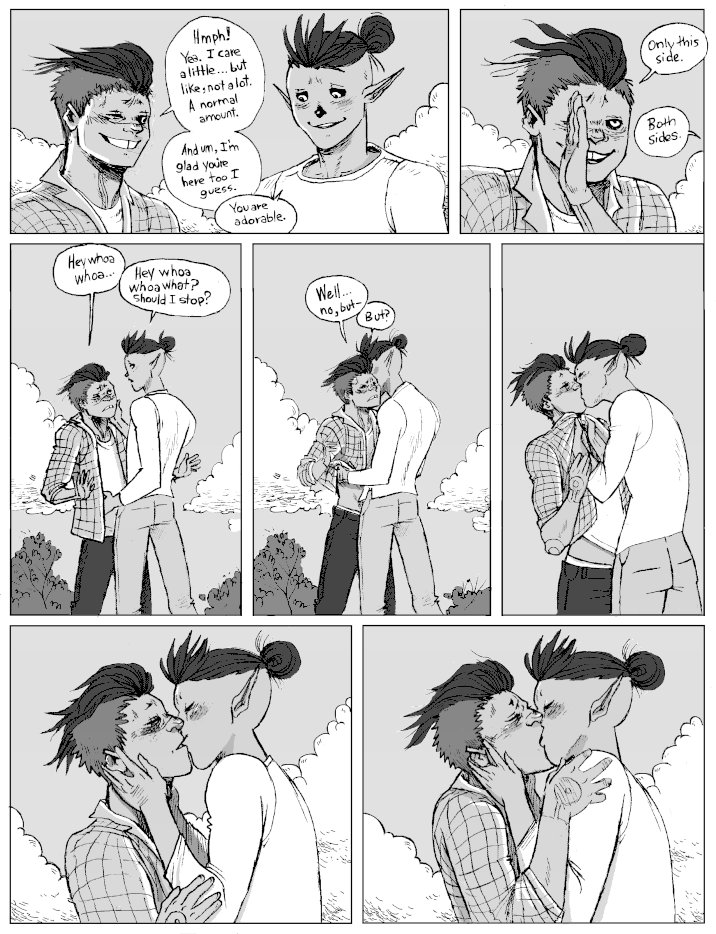 Hmph!
Yea. I care
a little... but
like, not a lot.
A normal
amount.
And um, I'm
glad you're
here too I
guess.
You are
adorable.
Only this
side.
Both
sides.
Hey whoa
whoa...
Hey whoa
whoa what?
Should I stop?
Well...
no, but-
But?